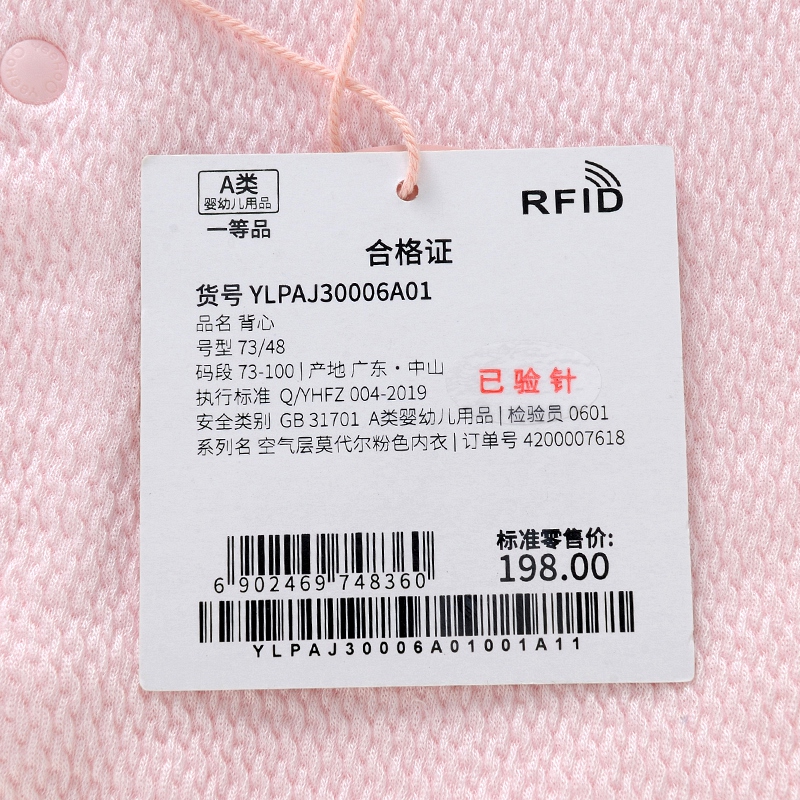 A类
婴幼儿用品
一等品
RFID
合格证
货号 YLPAJ30006A01
品名 背心
号型 73/48
码段 73-100 | 产地 广东·中山
已验针
执行标准 Q/YHFZ 004-2019
安全类别 GB 31701 A类婴幼儿用品 | 检验员 0601
系列名 空气层莫代尔粉色内衣 | 订单号 4200007618
标准零售价:
198.00
6 902469 748360
YLPAJ30006A01001A11